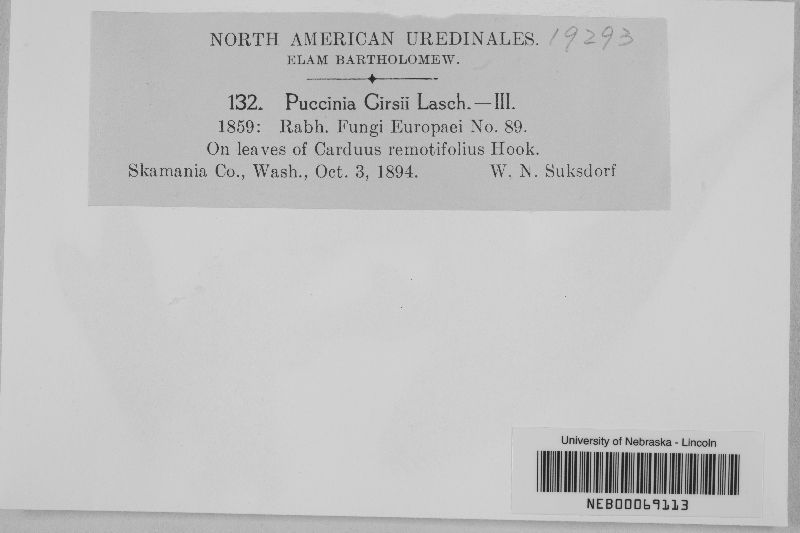 NORTH AMERICAN UREDINALES. 19293
ELAM BARTHOLOMEW.
132. Puccinia Cirsii Lasch.—III.
1859: Rabh. Fungi Europaei No. 89.
On leaves of Carduus remotifolius Hook.
Skamania Co., Wash., Oct. 3, 1894. W. N. Suksdorf
University of Nebraska - Lincoln
NEB00069113